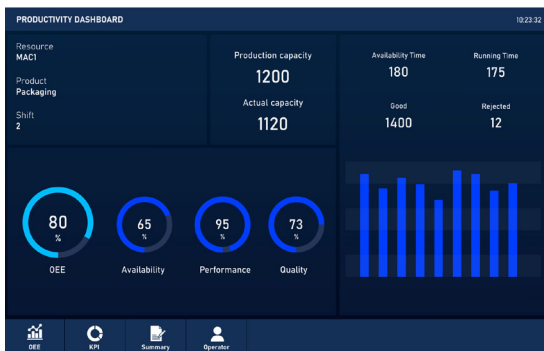 PRODUCTIVITY DASHBOARD
10:23:32
Resource
MAC1
Product
Packaging
Shift
2
Production capacity
1200
Actual capacity
1120
Availability Time
180
Running Time
175
Good
1400
Rejected
12
80
%
OEE
65
%
Availability
95
%
Performance
73
%
Quality
OEE
KPI
Summary
Operator